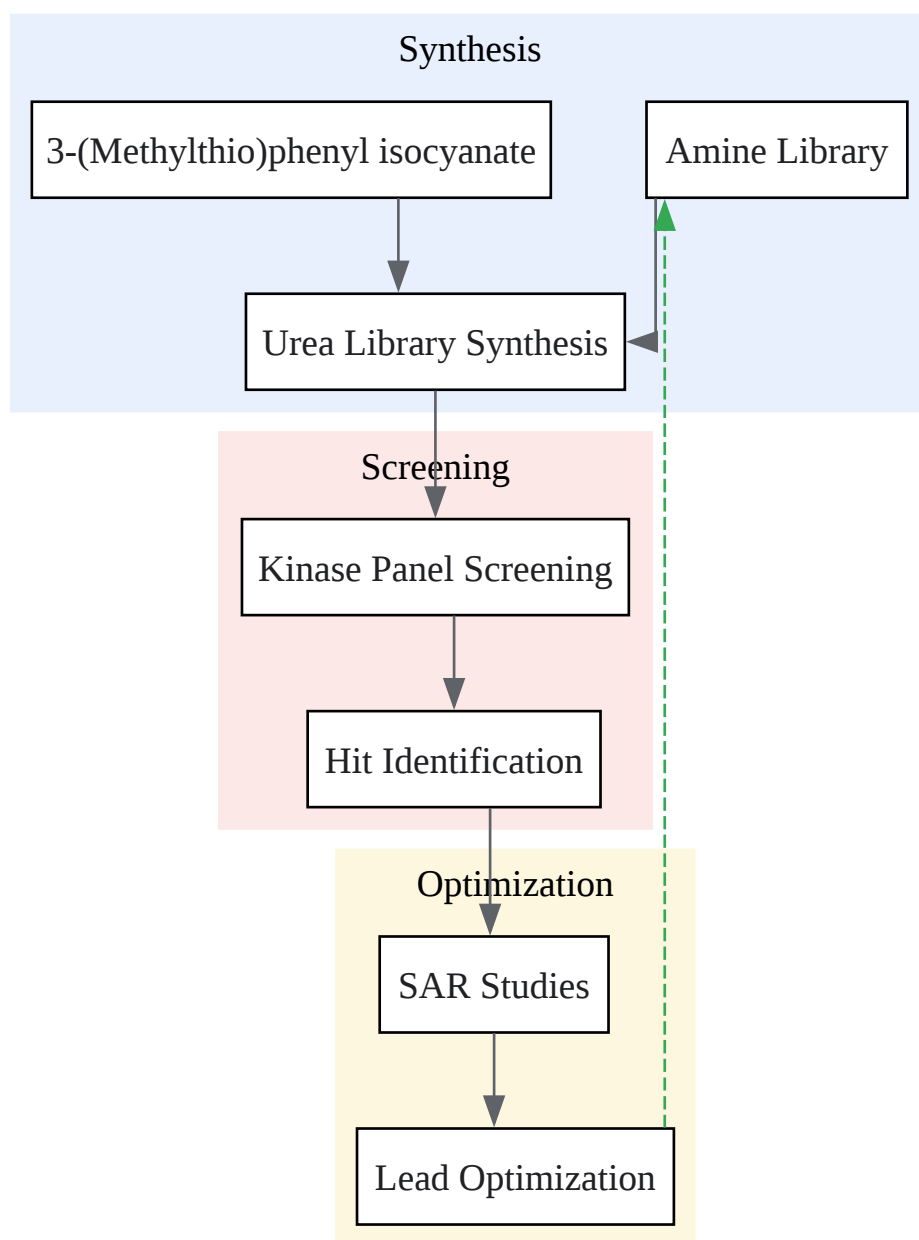 Synthesis
3-(Methylthio)phenyl isocyanate
Amine Library
Urea Library Synthesis
Screening
Kinase Panel Screening
Hit Identification
Optimization
SAR Studies
Lead Optimization